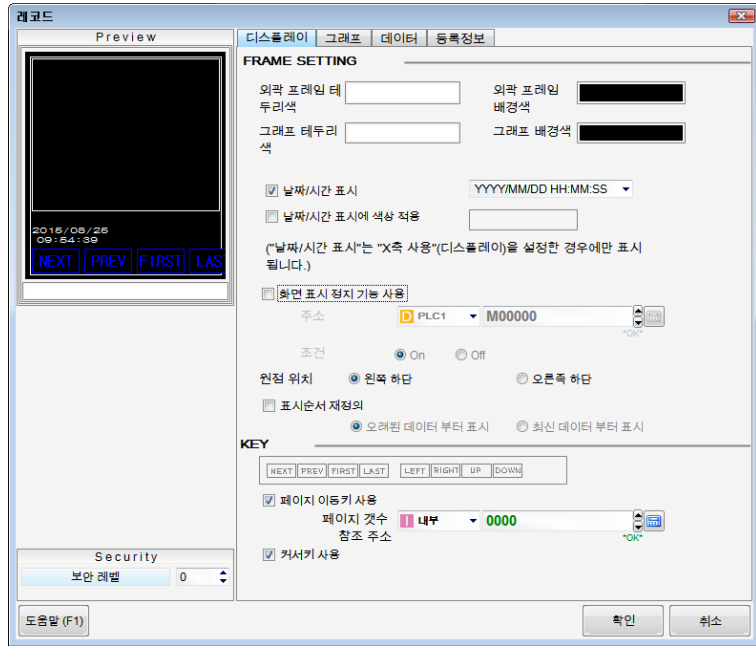 레코드
Preview
2015/08/25
09:54:39
NEXT PREV FIRST LAS
Security
보안 레벨 0
디스플레이 그래프 데이터 등록정보
FRAME SETTING
외곽 프레임 테두리색
외곽 프레임 배경색
그래프 테두리색
그래프 배경색
날짜/시간 표시 YYYY/MM/DD HH:MM:SS
날짜/시간 표시에 색상 적용
("날짜/시간 표시"는 "X축 사용"(디스플레이)을 설정한 경우에만 표시
됩니다.)
화면 표시 정지 기능 사용
주소 D PLC1 M00000
*OK*
조건 On Off
원점 위치 왼쪽 하단 오른쪽 하단
표시순서 재정의
오래된 데이터 부터 표시 최신 데이터 부터 표시
KEY
NEXT PREV FIRST LAST LEFT RIGHT UP DOWN
페이지 이동키 사용
페이지 갯수
참조 주소
I 내부 0000
*OK*
커서키 사용
도움말 (F1) 확인 취소